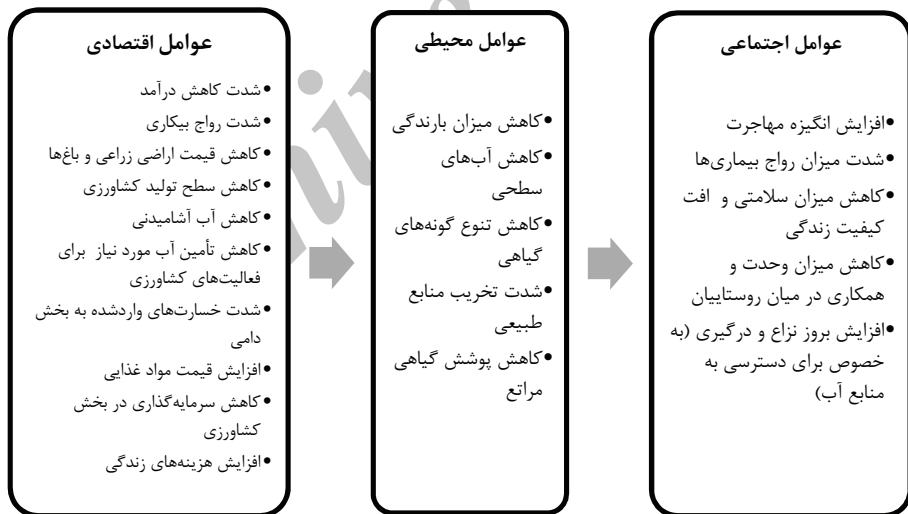 عوامل اجتماعی
•افزایش انگیزه مهاجرت
•شدت میزان رواج بیماری‌ها
•کاهش میزان سلامتی و افت
کیفیت زندگی
•کاهش میزان وحدت و
همکاری در میان روستاییان
•افزایش بروز نزاع و درگیری (به
خصوص برای دسترسی به
منابع آب)
عوامل محیطی
•کاهش میزان بارندگی
•کاهش آب‌های
سطحی
•کاهش تنوع گونه‌های
گیاهی
•شدت تخریب منابع
طبیعی
•کاهش پوشش گیاهی
مراتع
عوامل اقتصادی
•شدت کاهش درآمد
•شدت رواج بیکاری
•کاهش قیمت اراضی زراعی و باغ‌ها
•کاهش سطح تولید کشاورزی
•کاهش آب آشامیدنی
•کاهش تأمین آب مورد نیاز برای
فعالیت‌های کشاورزی
•شدت خسارت‌های واردشده به بخش
دامی
•افزایش قیمت مواد غذایی
•کاهش سرمایه‌گذاری در بخش
کشاورزی
•افزایش هزینه‌های زندگی